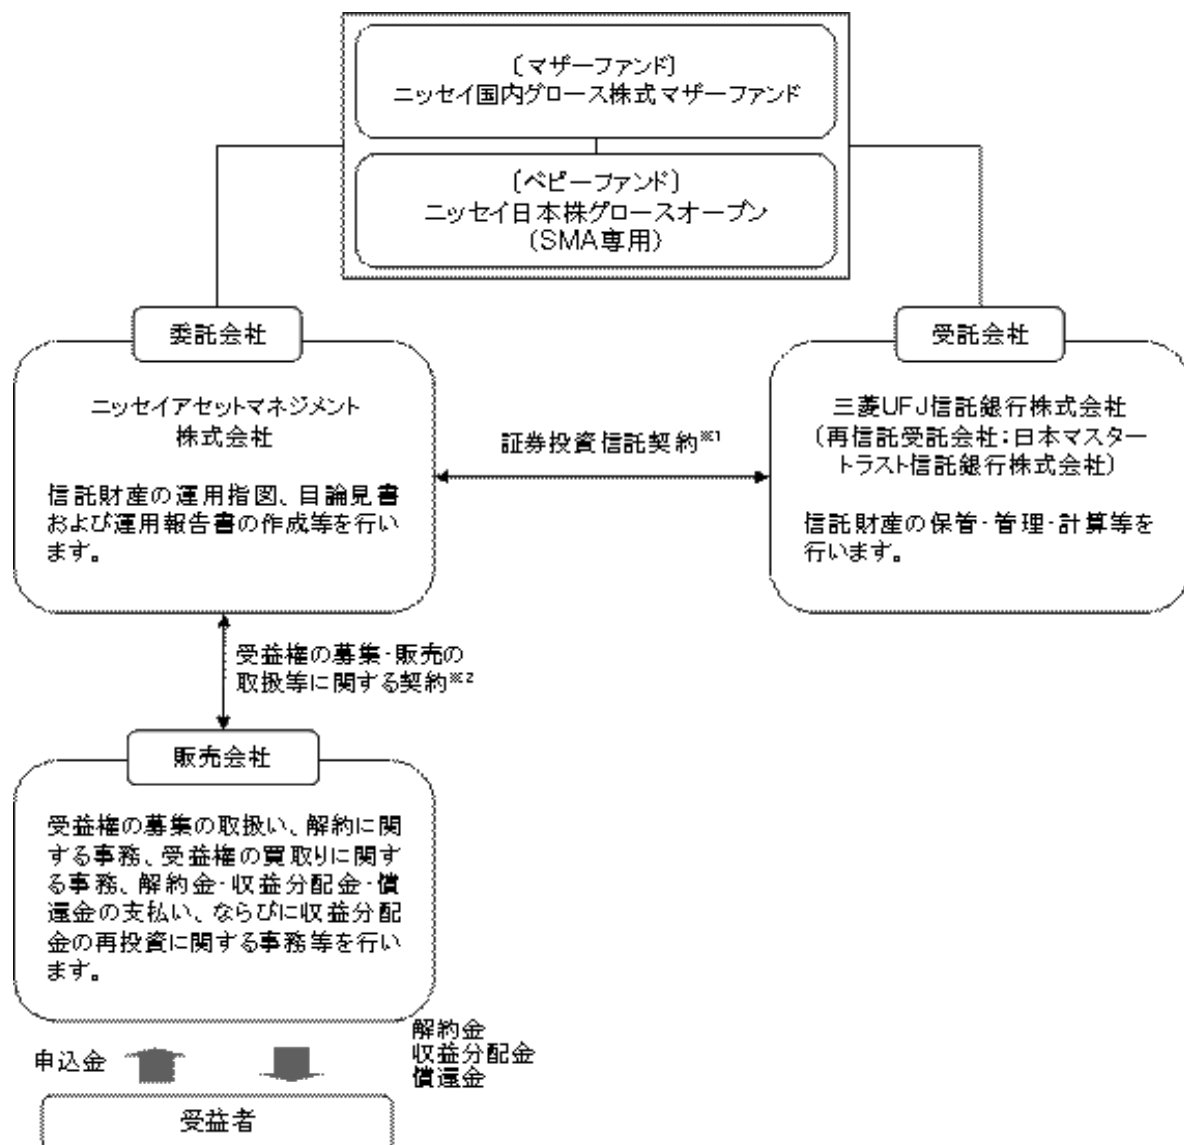 〔マザーファンド〕
ニッセイ国内グロース株式マザーファンド
〔ベビーファンド〕
ニッセイ日本株グロースオープン
（SMA専用）
委託会社
ニッセイアセットマネジメント
株式会社
信託財産の運用指図、目論見書
および運用報告書の作成等を行い
ます。
証券投資信託契約※1
受託会社
三菱UFJ信託銀行株式会社
（再信託受託会社：日本マスター
トラスト信託銀行株式会社）
信託財産の保管・管理・計算等を
行います。
受益権の募集・販売の
取扱等に関する契約※2
販売会社
受益権の募集の取扱い、解約に関
する事務、受益権の買取りに関す
る事務、解約金・収益分配金・償
還金の支払い、ならびに収益分配
金の再投資に関する事務等を行い
ます。
申込金
解約金
収益分配金
償還金
受益者